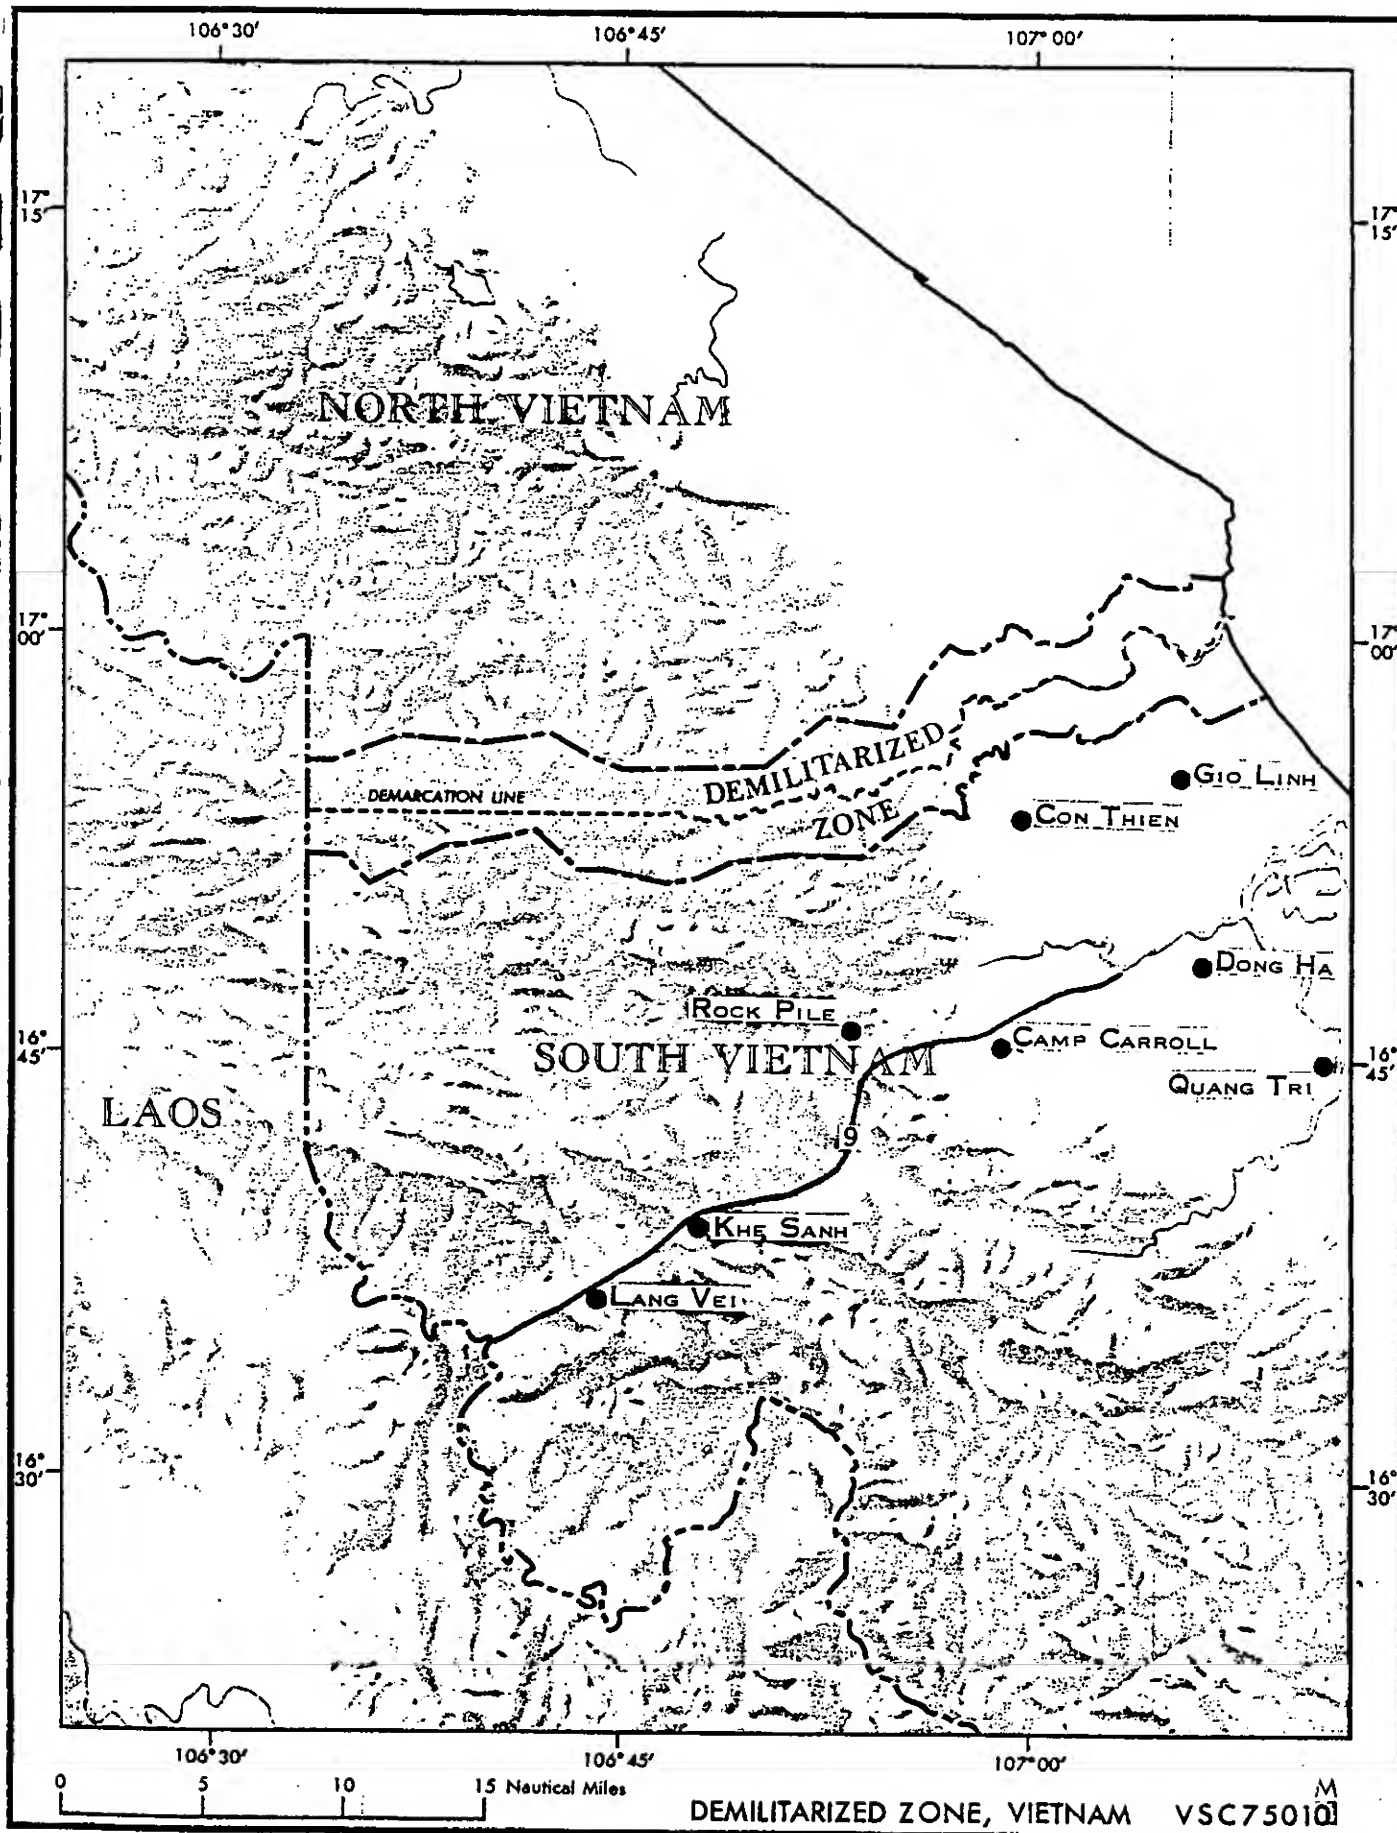 106°30′ 106°45′ 107°00′
17°
15′
17°
15′
NORTH VIETNAM
17°
00′
17°
00′
DEMILITARIZED
ZONE
DEMARCATION LINE
GIO LINH
CON THIEN
DONG HA
ROCK PILE
CAMP CARROLL
16°
45′
SOUTH VIETNAM
16°
45′
QUANG TRI
LAOS
9
KHE SANH
LANG VEI
16°
30′
16°
30′
106°30′ 106°45′ 107°00′
0 5 10 15 Nautical Miles
M
DEMILITARIZED ZONE, VIETNAM VSC75010